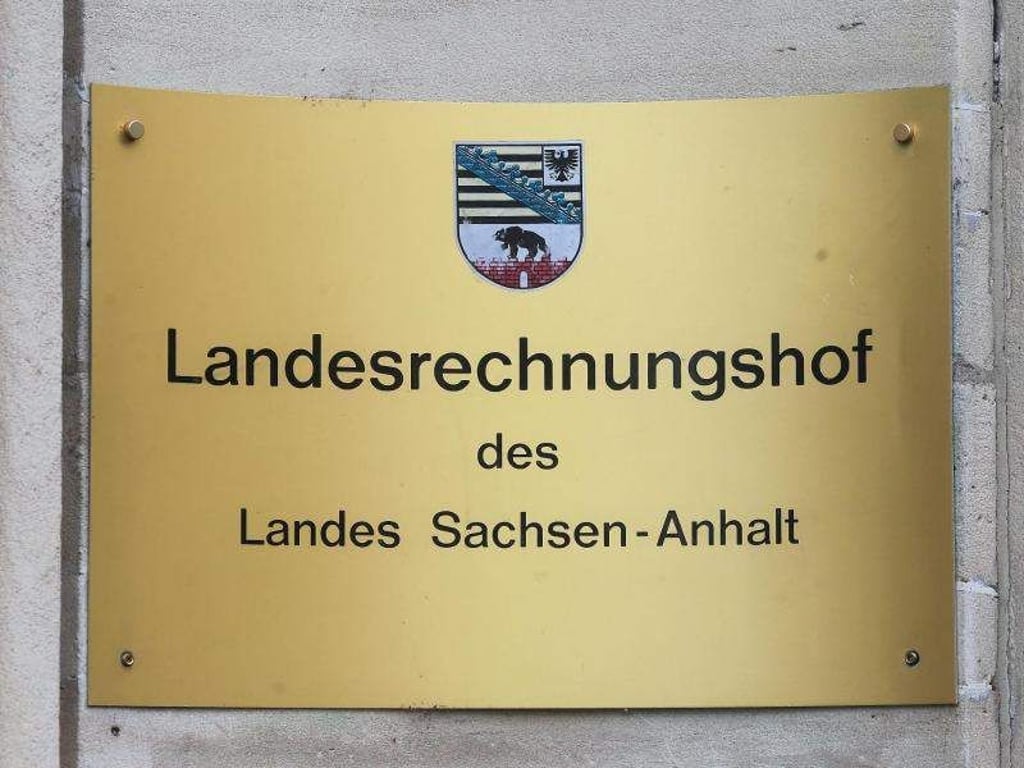 Landesrechnungshof
des
Landes Sachsen-Anhalt